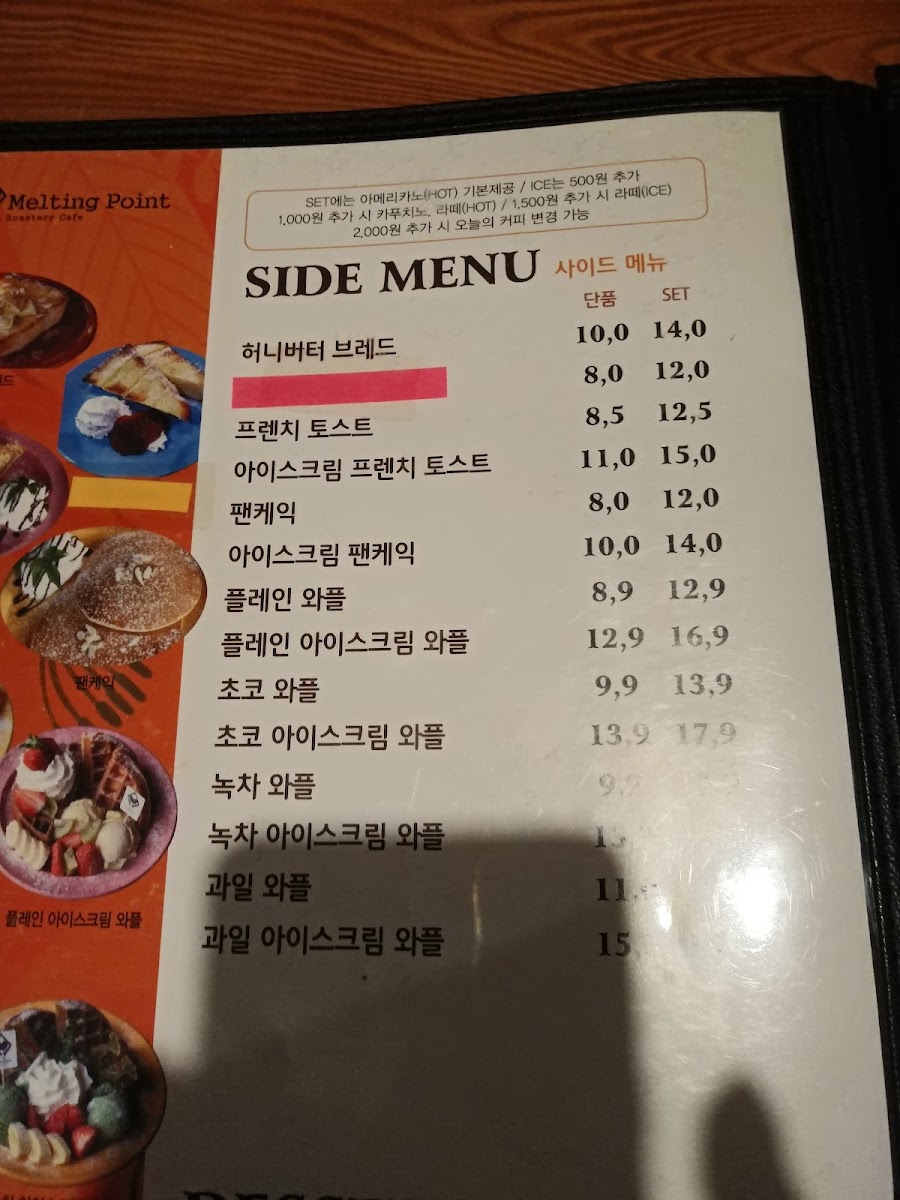 Melting Point
Roastery Cafe
SET에는 아메리카노(HOT) 기본제공 / ICE는 500원 추가
1,000원 추가 시 카푸치노, 라떼(HOT) / 1,500원 추가 시 라떼(ICE)
2,000원 추가 시 오늘의 커피 변경 가능
SIDE MENU 사이드 메뉴
단품 SET
허니버터 브레드 10,0 14,0
8,0 12,0
프렌치 토스트 8,5 12,5
아이스크림 프렌치 토스트 11,0 15,0
팬케익 8,0 12,0
아이스크림 팬케익 10,0 14,0
플레인 와플 8,9 12,9
플레인 아이스크림 와플 12,9 16,9
초코 와플 9,9 13,9
초코 아이스크림 와플 13,9 17,9
녹차 와플 9,9
녹차 아이스크림 와플
과일 와플
과일 아이스크림 와플
팬케익
플레인 아이스크림 와플